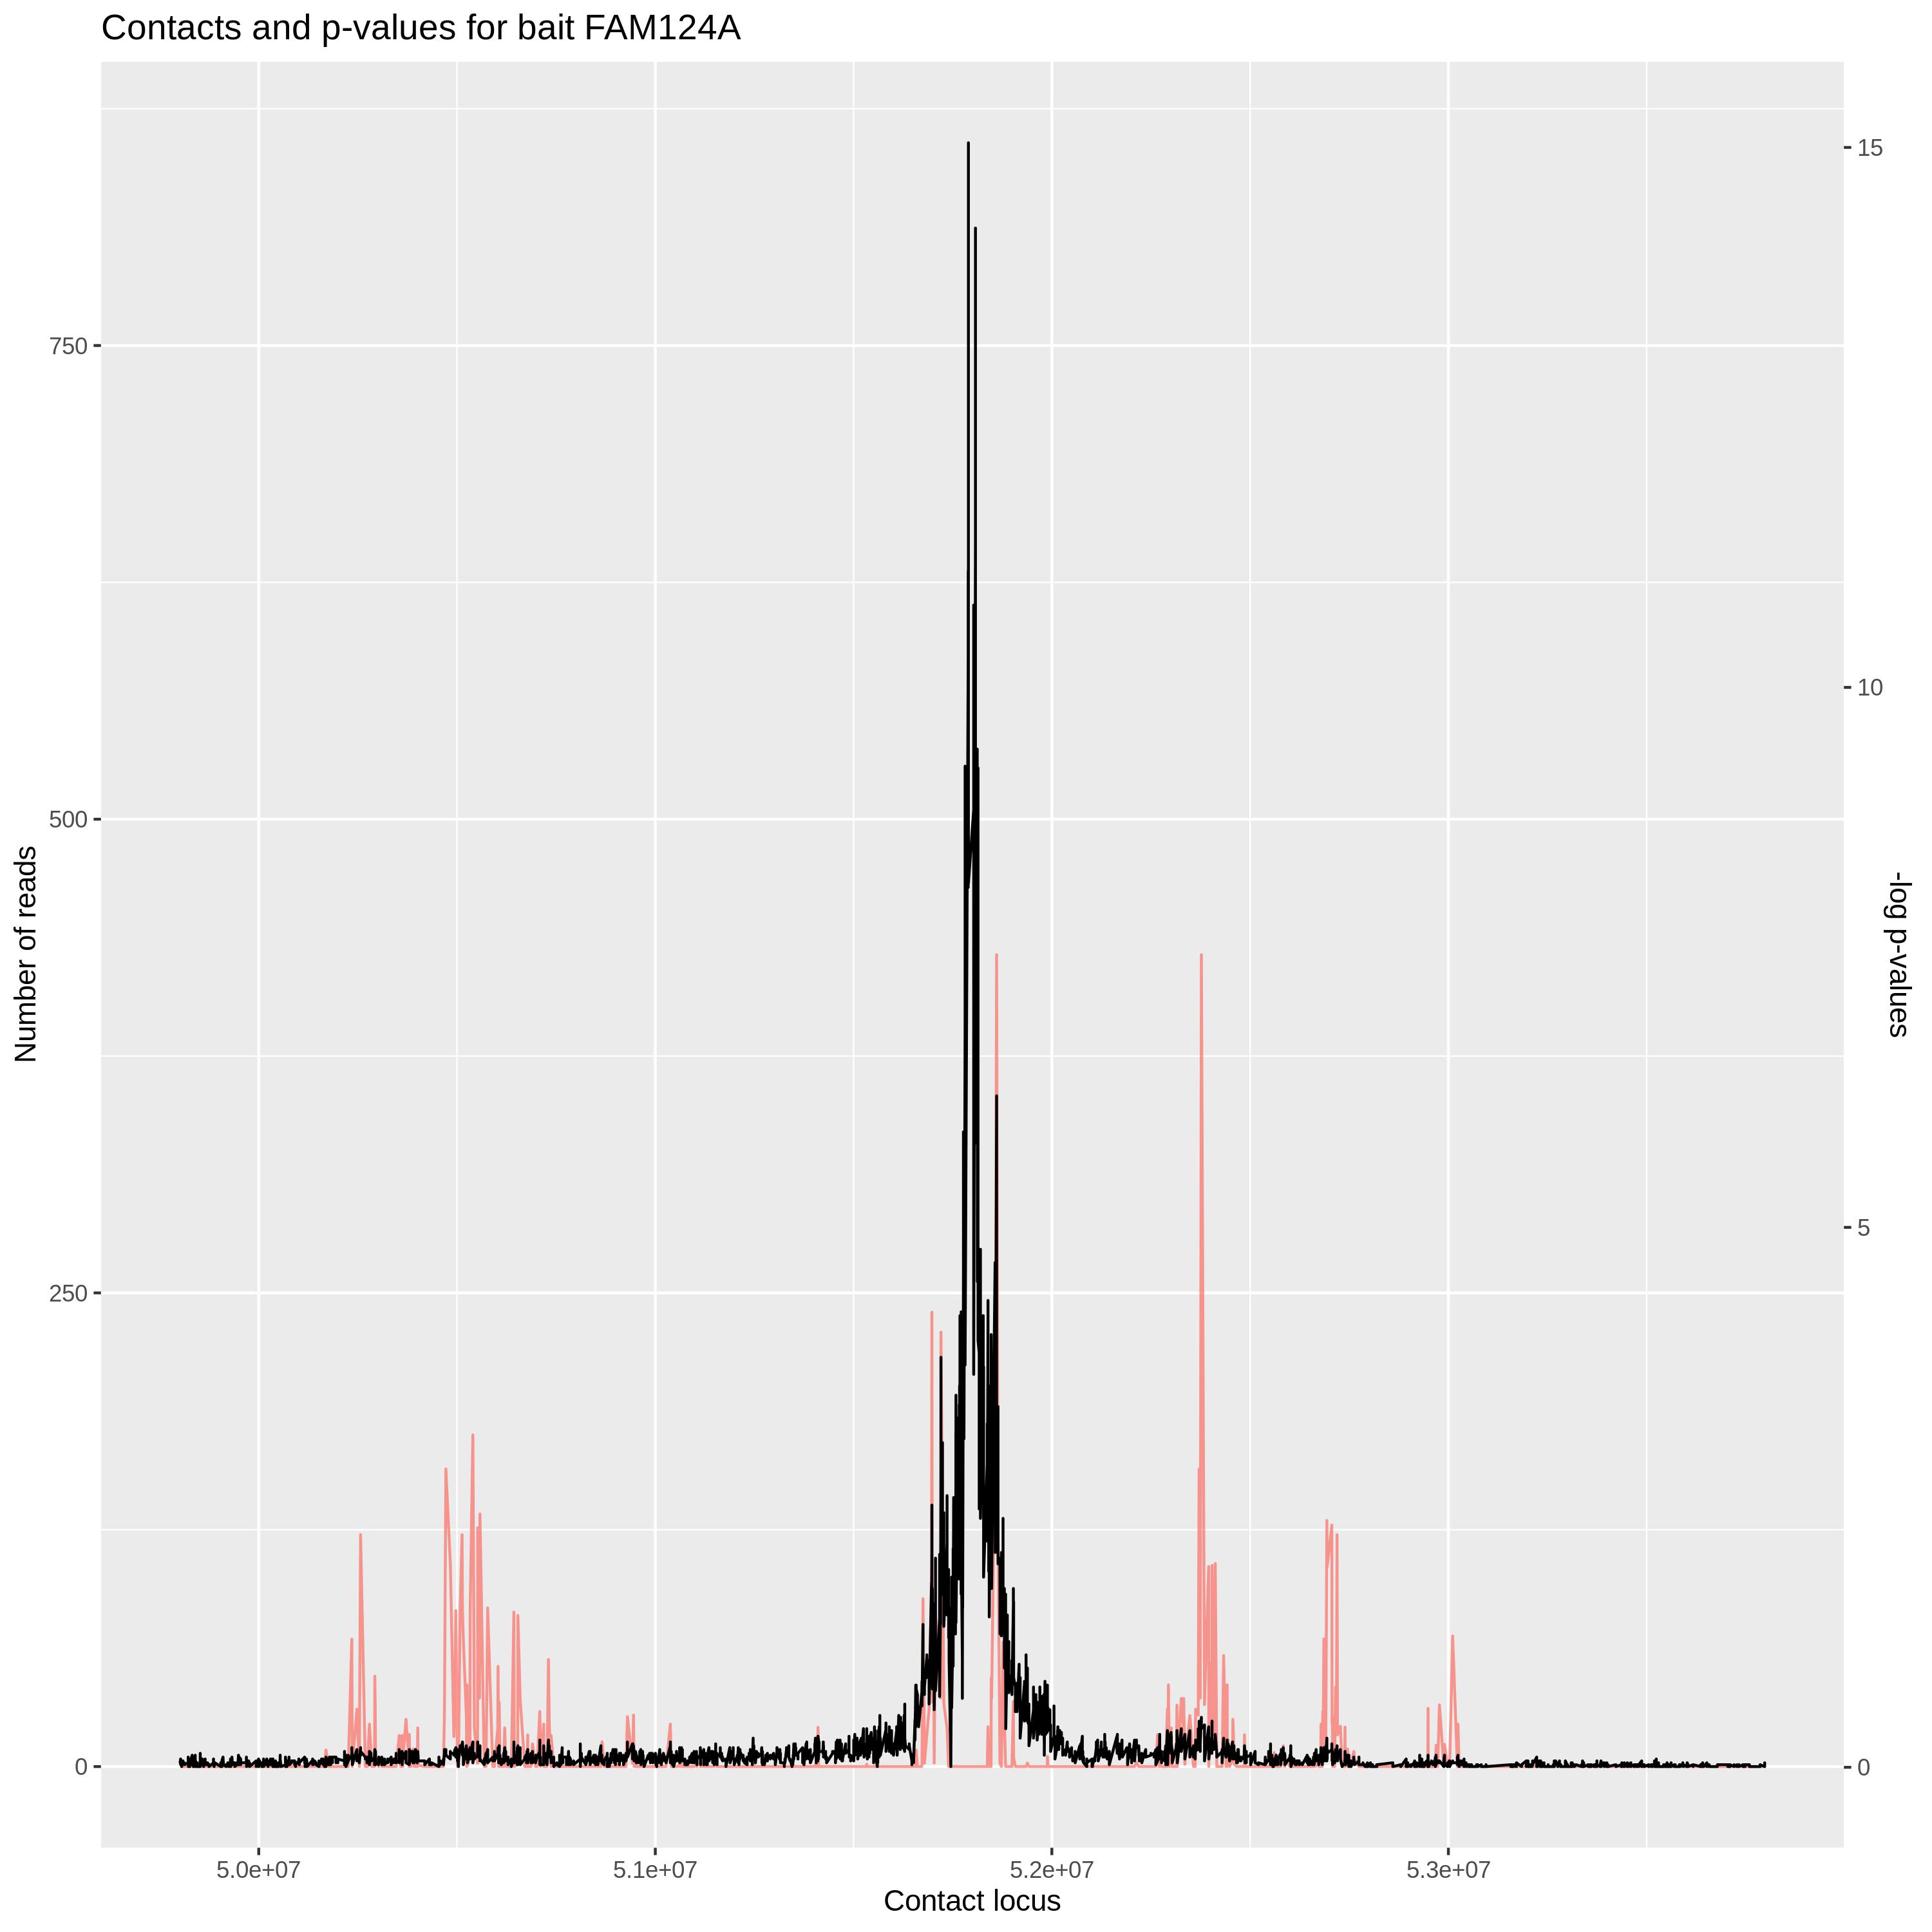 Contacts and p-values for bait FAM124A
750
500
250
0
15
10
5
0
Number of reads
-log p-values
5.0e+07
5.1e+07
5.2e+07
5.3e+07
Contact locus